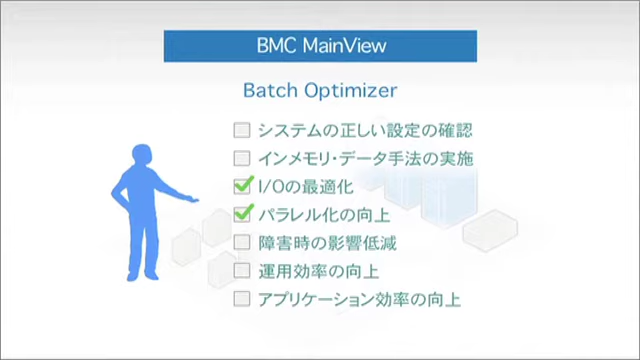 BMC MainView
Batch Optimizer
システムの正しい設定の確認
インメモリ・データ手法の実施
I/Oの最適化
パラレル化の向上
障害時の影響低減
運用効率の向上
アプリケーション効率の向上